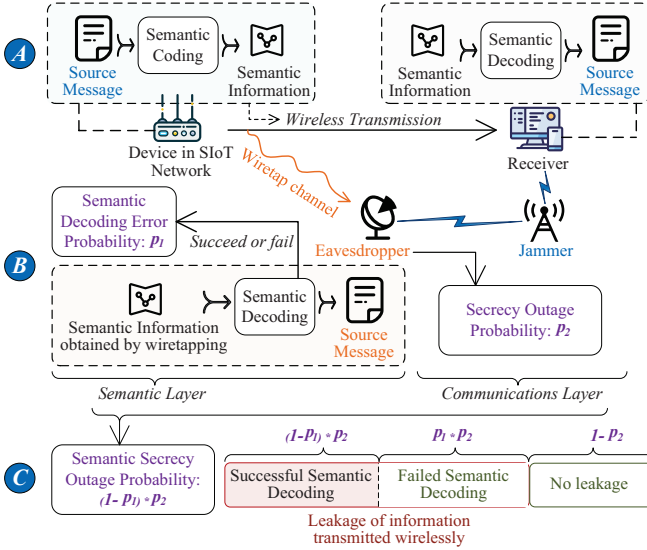 A
Source
Message
Semantic
Coding
Semantic
Information
Semantic
Information
Semantic
Decoding
Source
Message
Wireless Transmission
Device in SIoT
Network
Receiver
Wiretap channel
Eavesdropper
Jammer
B
Semantic
Decoding Error
Probability: p₁
Succeed or fail
Semantic Information
obtained by wiretapping
Semantic
Decoding
Source
Message
Secrecy Outage
Probability: p₂
Semantic Layer
Communications Layer
C
Semantic Secrecy
Outage Probability:
(1-p₁) * p₂
(1-p₁) * p₂
p₁ * p₂
1- p₂
Successful Semantic
Decoding
Failed Semantic
Decoding
No leakage
Leakage of information
transmitted wirelessly